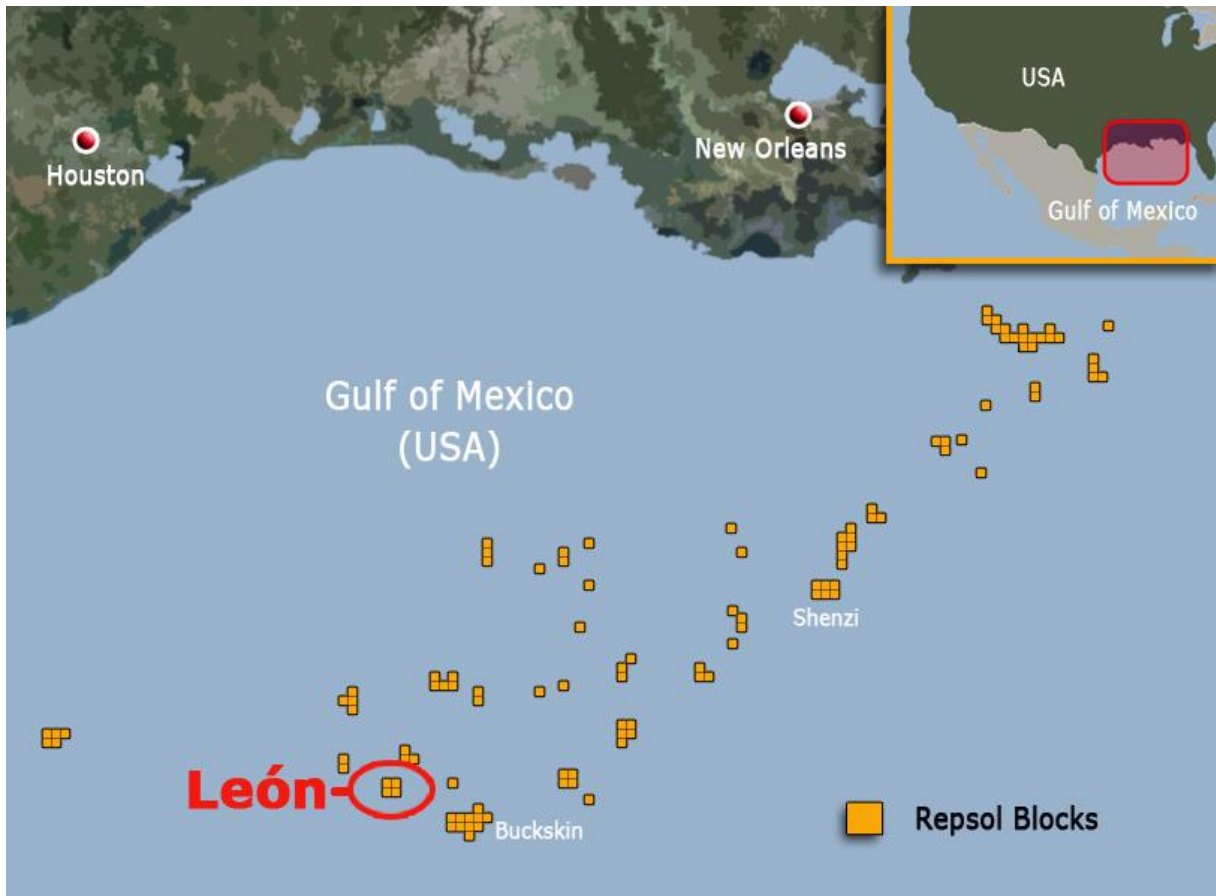 USA
Houston
New Orleans
Gulf of Mexico
Gulf of Mexico
(USA)
Shenzi
León
Buckskin
Repsol Blocks